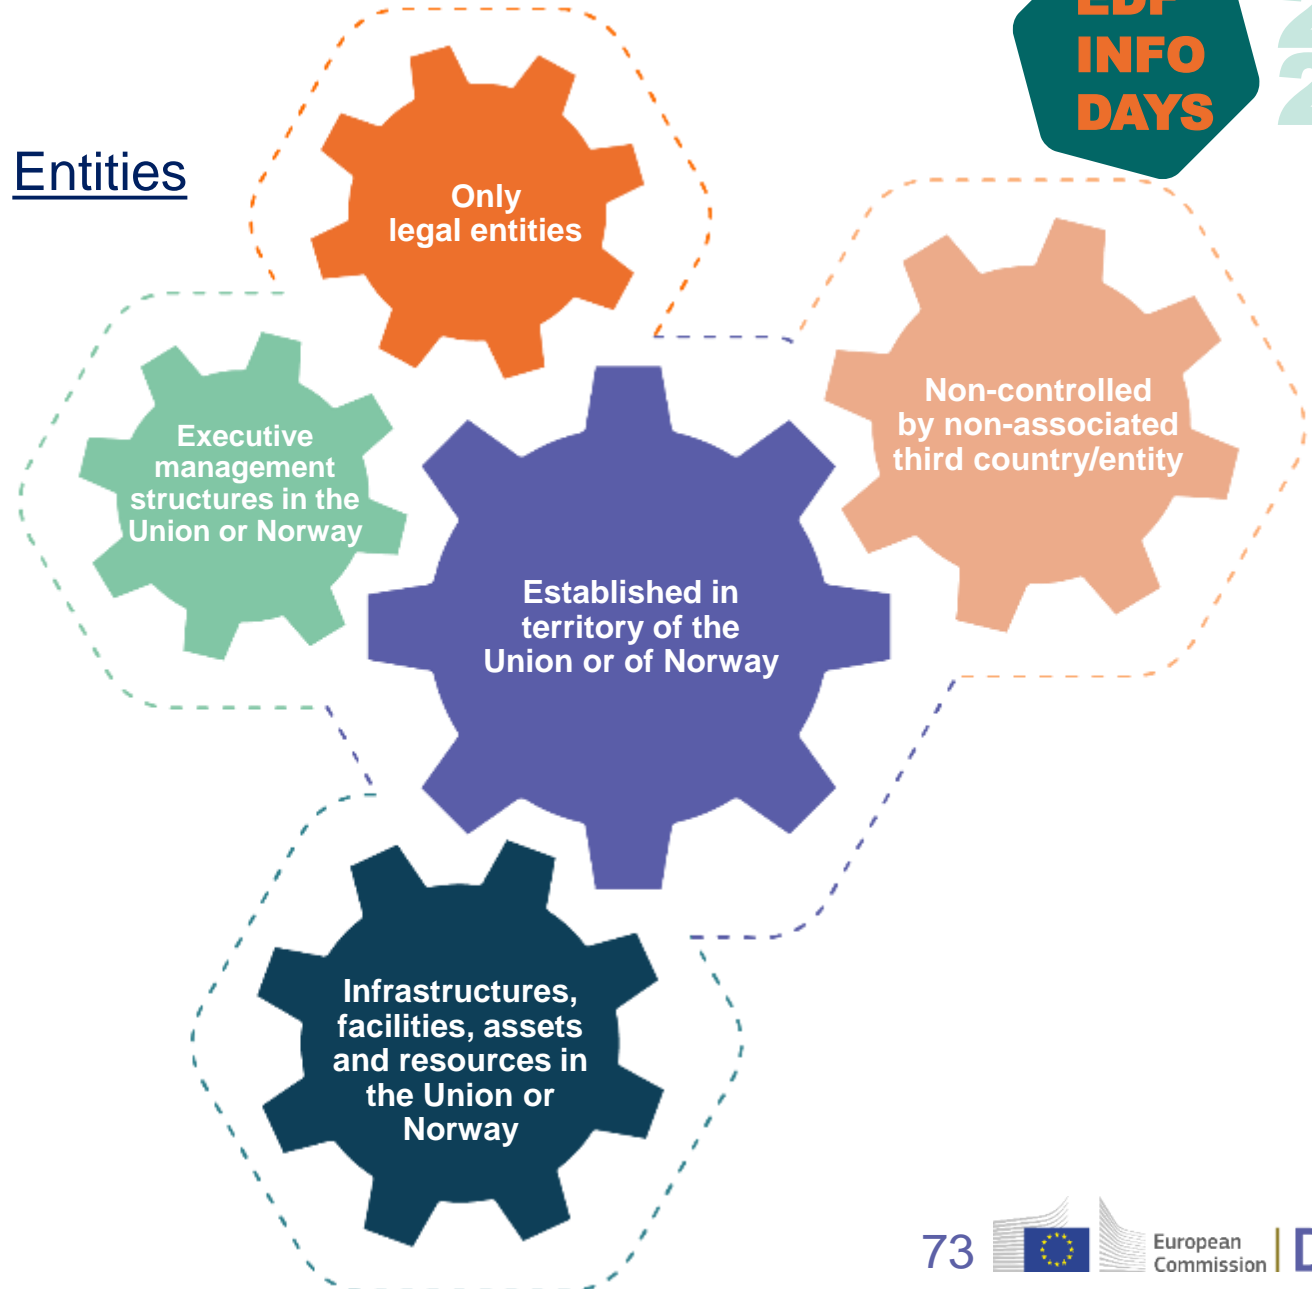 INFO
DAYS
Entities
Only
legal entities
Non-controlled
by non-associated
third country/entity
Executive
management
structures in the
Union or Norway
Established in
territory of the
Union or of Norway
Infrastructures,
facilities, assets
and resources in
the Union or
Norway
73
European
Commission